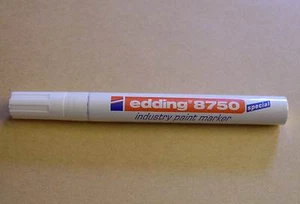 edding® 8750 special
industry paint marker